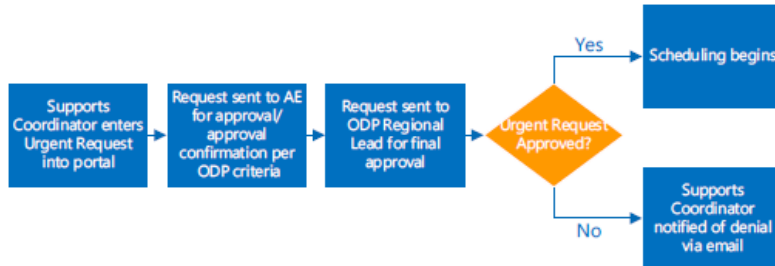 Supports
Coordinator enters
Urgent Request
into portal
Request sent to AE
for approval/
approval
confirmation per
ODP criteria
Request sent to
ODP Regional
Lead for final
approval
Urgent Request
Approved?
Yes
Scheduling begins
No
Supports
Coordinator
notified of denial
via email